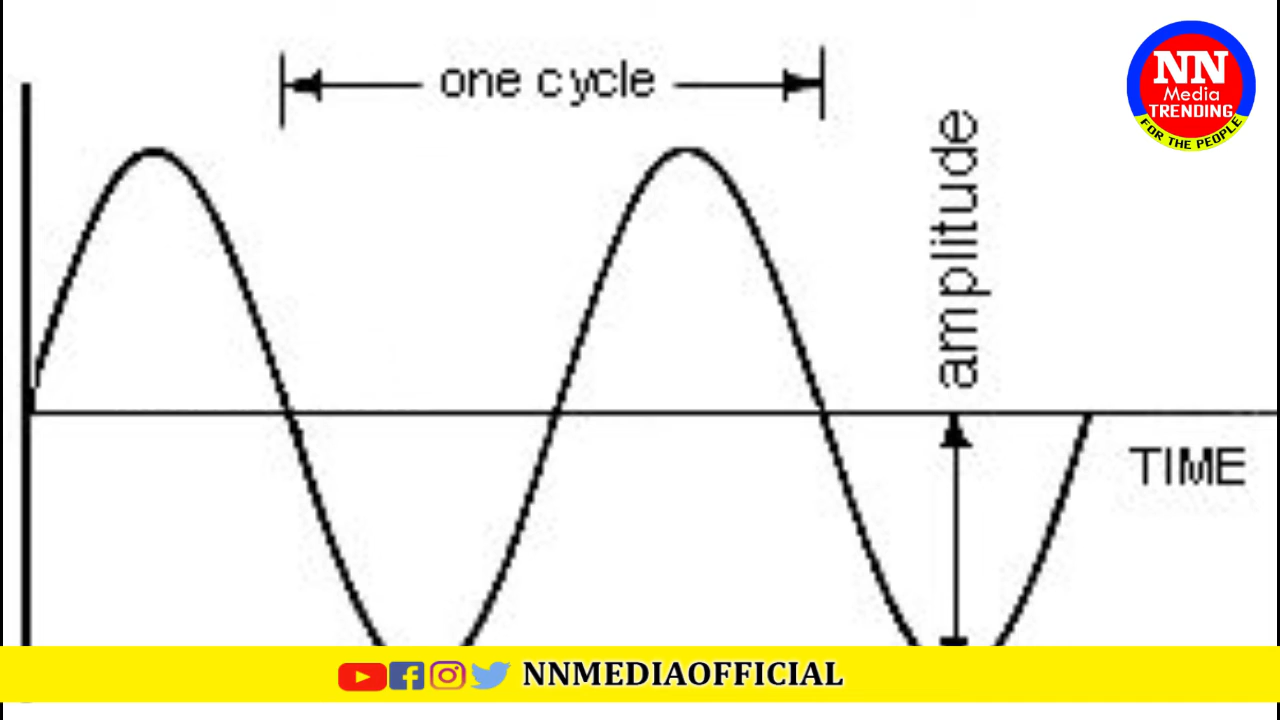 one cycle
NN
Media
TRENDING
FOR THE PEOPLE
amplitude
TIME
NNMEDIAOFFICIAL